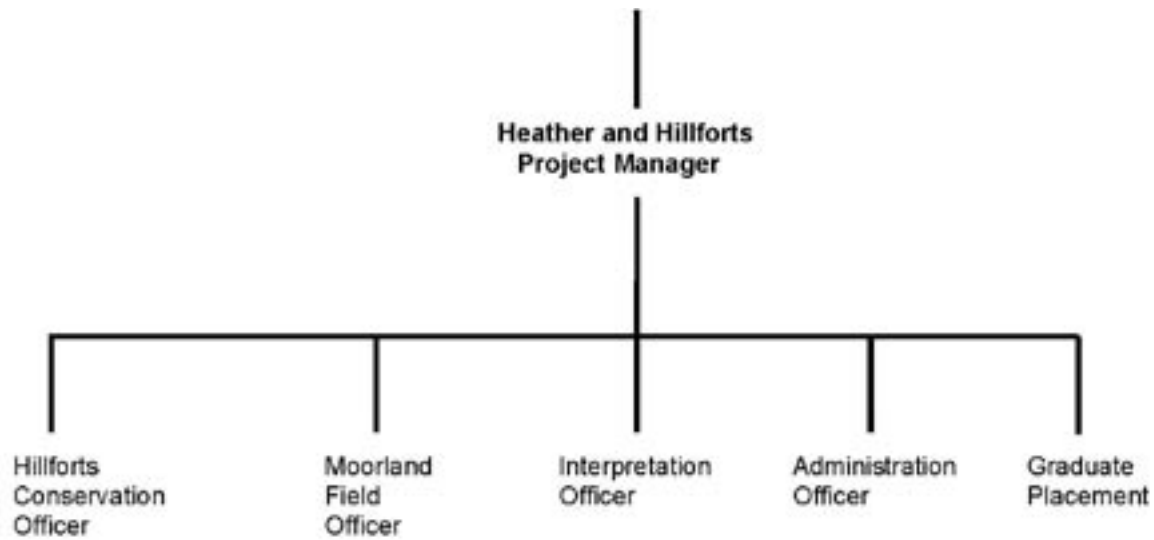 Heather and Hillforts
Project Manager
Hillforts
Conservation
Officer
Moorland
Field
Officer
Interpretation
Officer
Administration
Officer
Graduate
Placement